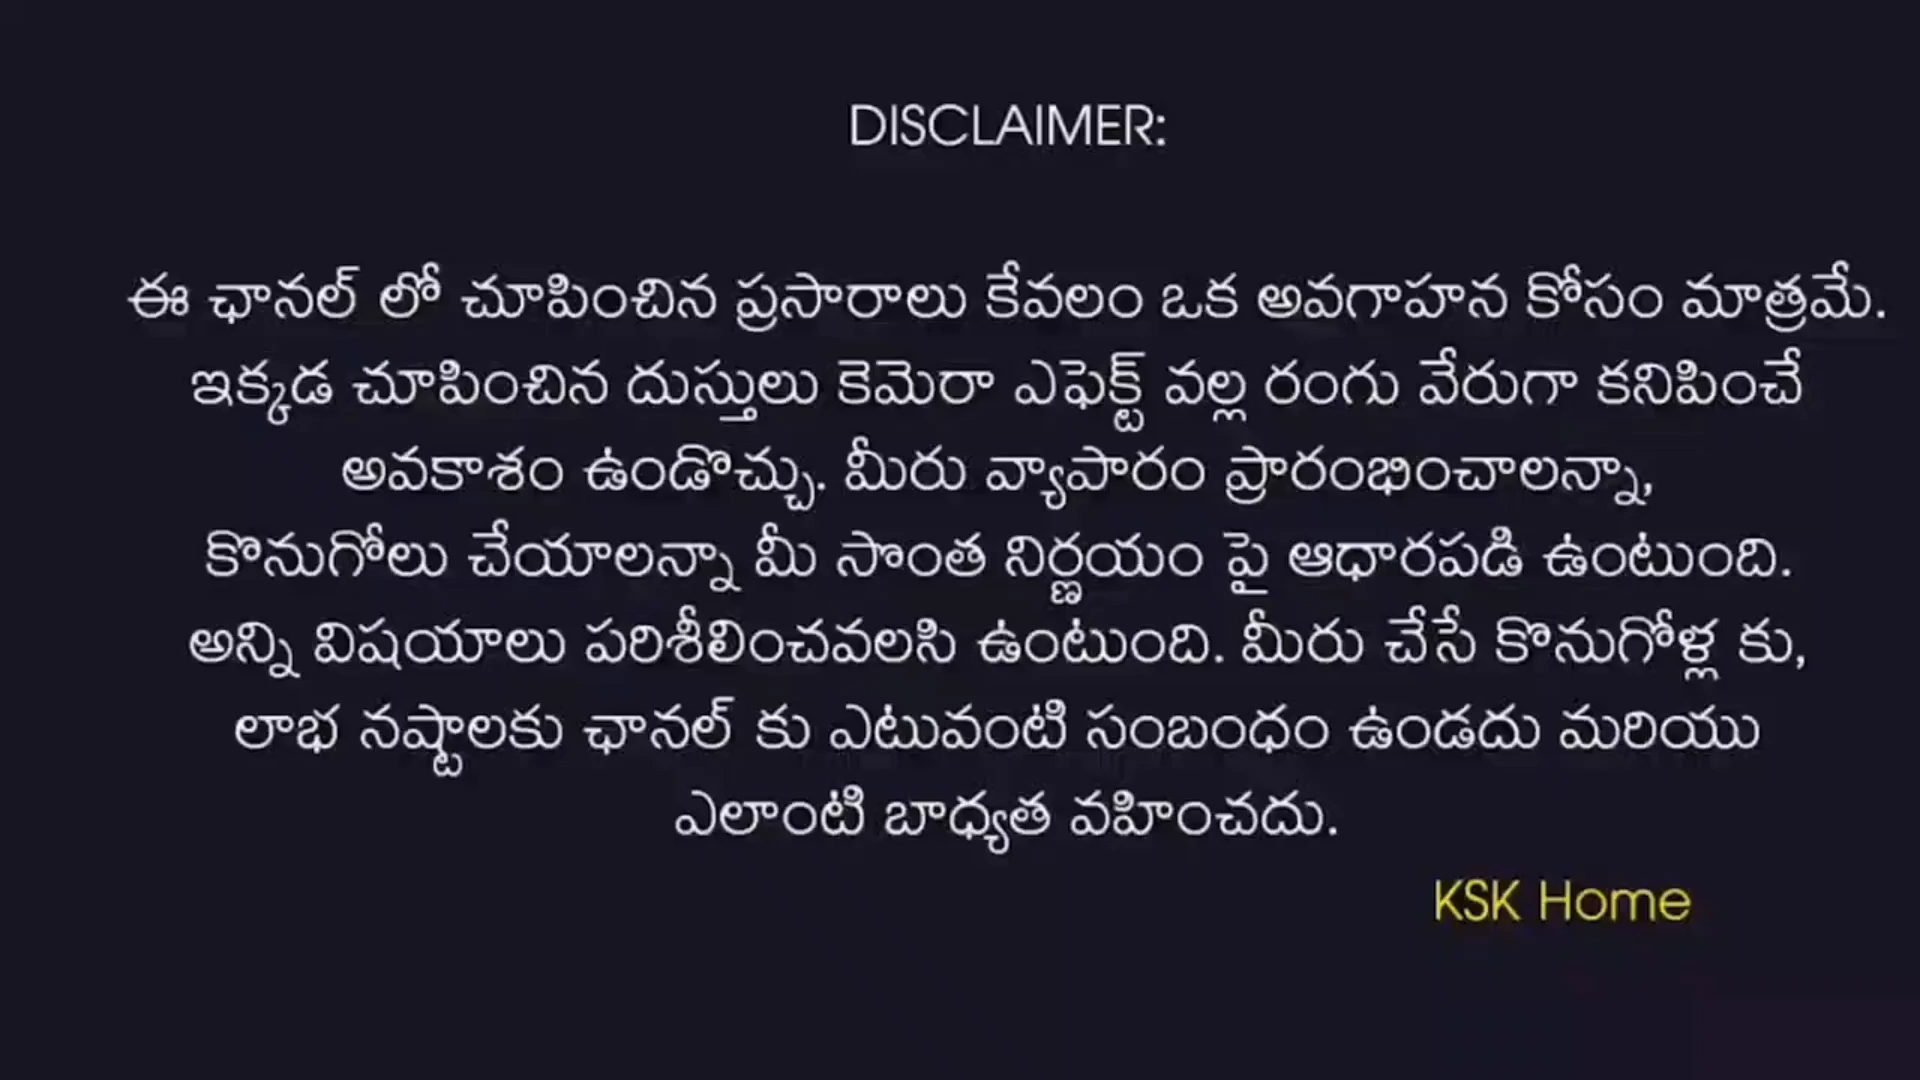 DISCLAIMER:
ఈ ఛానల్ లో చూపించిన ప్రసారాలు కేవలం ఒక అవగాహన కోసం మాత్రమే.
ఇక్కడ చూపించిన దుస్తులు కెమెరా ఎఫెక్ట్ వల్ల రంగు వేరుగా కనిపించే
అవకాశం ఉండొచ్చు. మీరు వ్యాపారం ప్రారంభించాలన్నా,
కొనుగోలు చేయాలన్నా మీ సొంత నిర్ణయం పై ఆధారపడి ఉంటుంది.
అన్ని విషయాలు పరిశీలించవలసి ఉంటుంది. మీరు చేసే కొనుగోళ్ల కు,
లాభ నష్టాలకు ఛానల్ కు ఎటువంటి సంబంధం ఉండదు మరియు
ఎలాంటి బాధ్యత వహించదు.
KSK Home